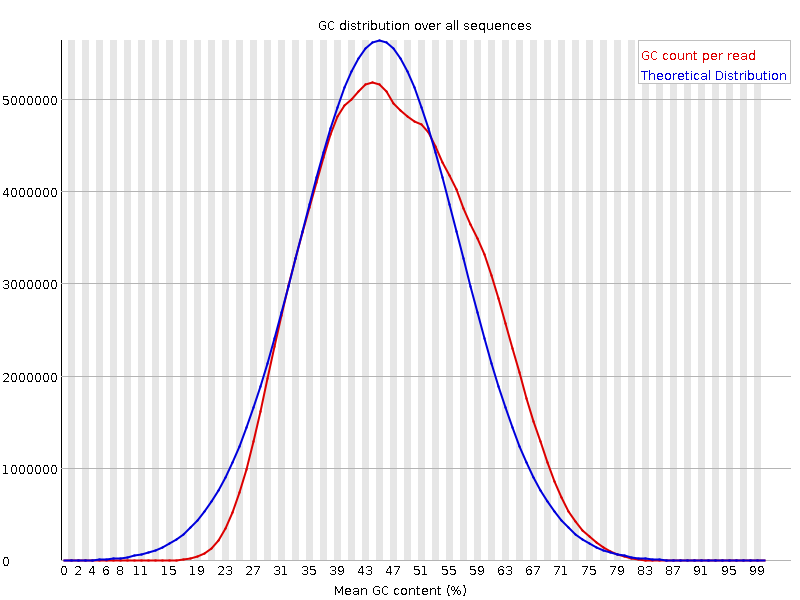 GC distribution over all sequences
GC count per read
Theoretical Distribution
5000000
4000000
3000000
2000000
1000000
0
0 2 4 6 8 11 15 19 23 27 31 35 39 43 47 51 55 59 63 67 71 75 79 83 87 91 95 99
Mean GC content (%)